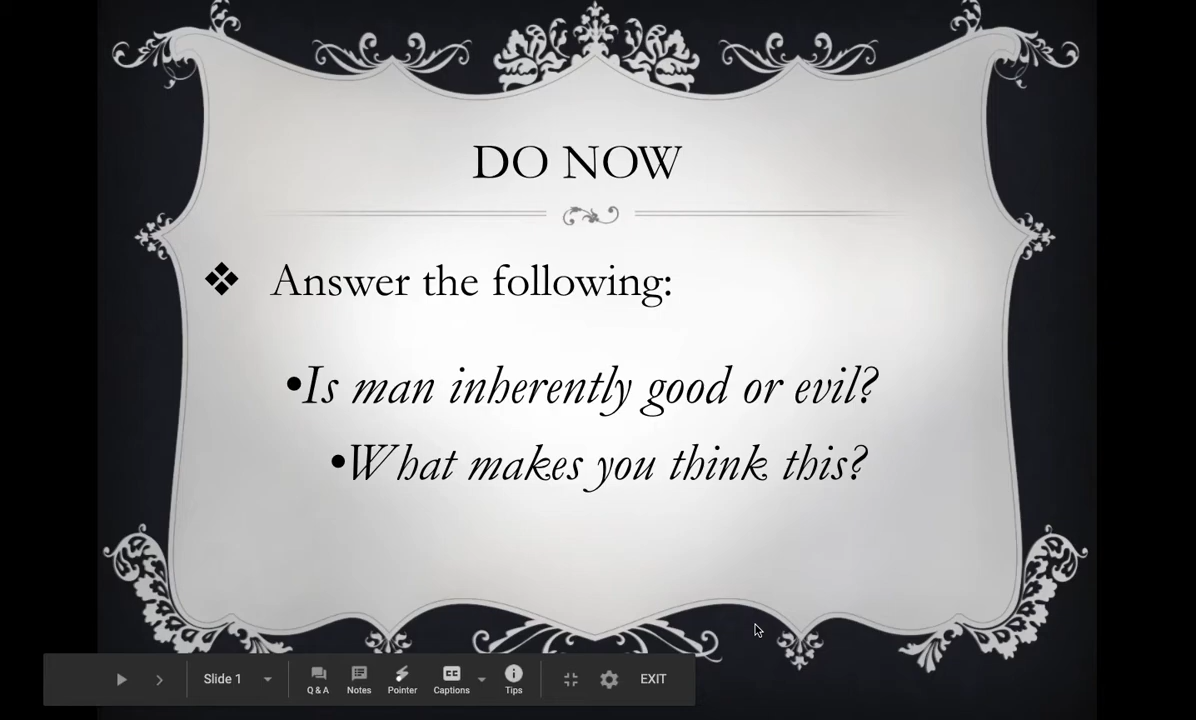 DO NOW
❖ Answer the following:
•Is man inherently good or evil?
•What makes you think this?
Slide 1
Q & A
Notes
Pointer
CC
Captions
Tips
EXIT